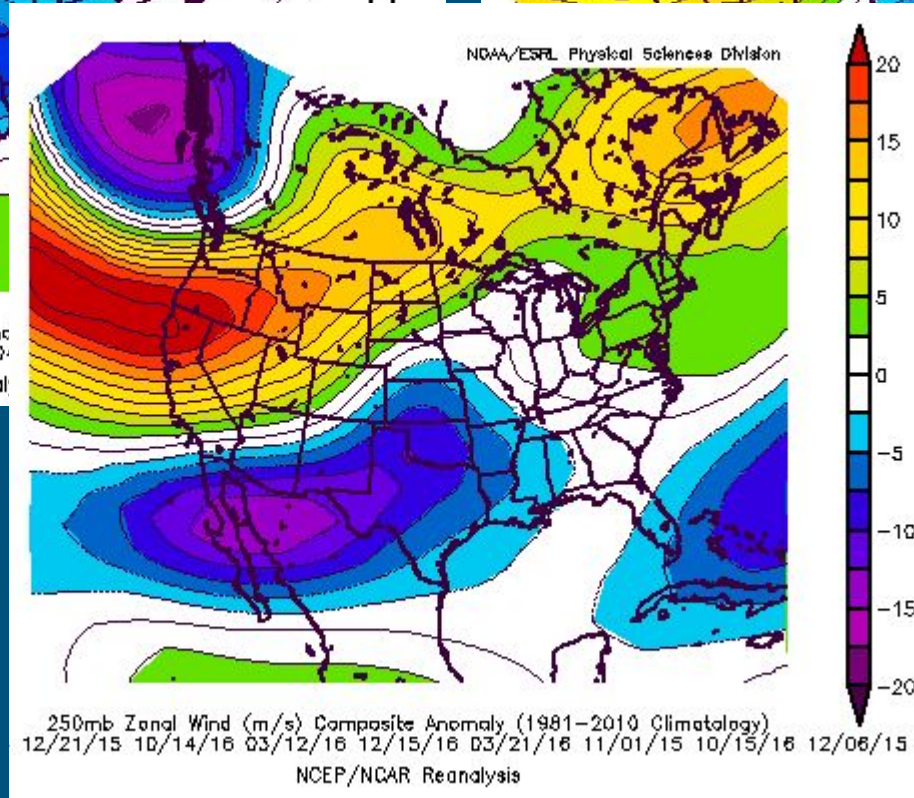 NOAA/ESRL Physical Sciences Division
20
15
10
5
0
-5
-10
-15
-20
250mb Zonal Wind (m/s) Composite Anomaly (1981-2010 Climatology)
12/21/15 10/14/16 03/12/16 12/15/16 03/21/16 11/01/15 10/15/16 12/06/15
NCEP/NCAR Reanalysis